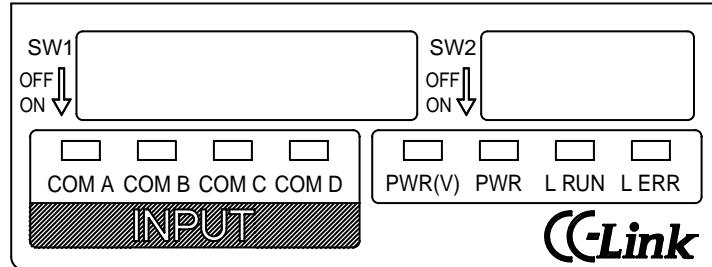 SW1
OFF
ON
SW2
OFF
ON
COM A COM B COM C COM D
INPUT
PWR(V) PWR L RUN L ERR
CC-Link